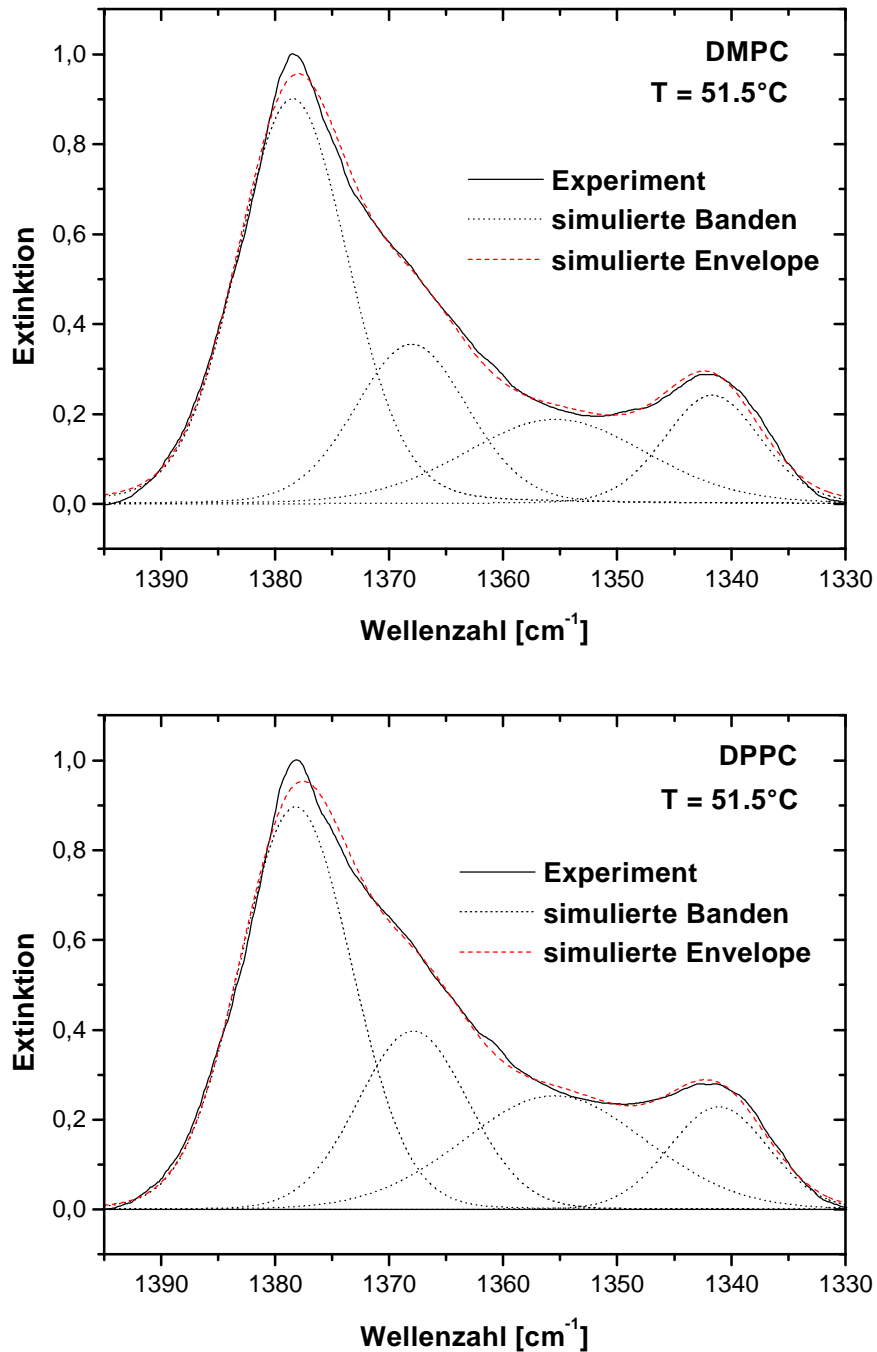 DMPC
T = 51.5°C
Experiment
simulierte Banden
simulierte Envelope
Extinktion
1,0
0,8
0,6
0,4
0,2
0,0
1390 1380 1370 1360 1350 1340 1330
Wellenzahl [cm⁻¹]
DPPC
T = 51.5°C
Experiment
simulierte Banden
simulierte Envelope
Extinktion
1,0
0,8
0,6
0,4
0,2
0,0
1390 1380 1370 1360 1350 1340 1330
Wellenzahl [cm⁻¹]